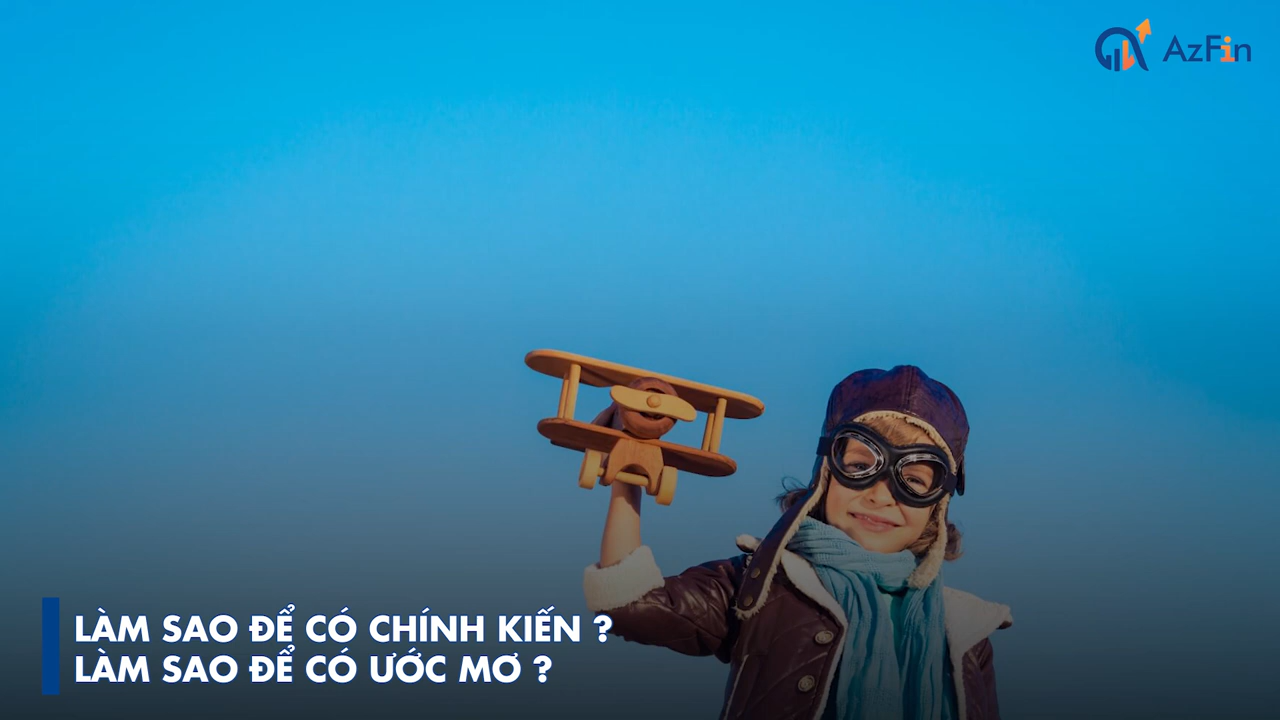 AzFin
LÀM SAO ĐỂ CÓ CHÍNH KIẾN ?
LÀM SAO ĐỂ CÓ ƯỚC MƠ ?